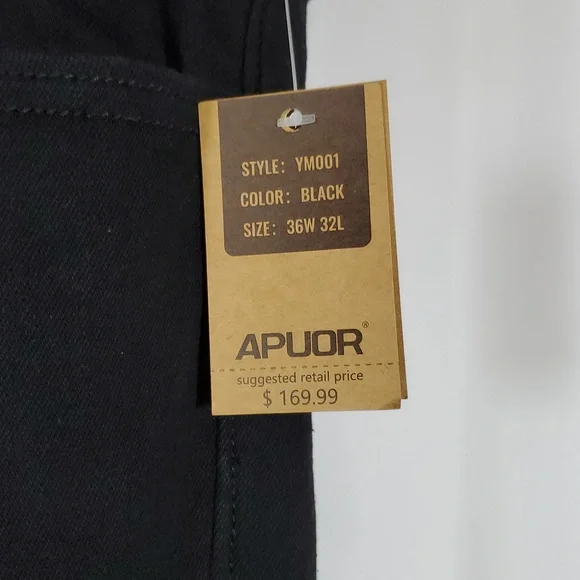 STYLE: YM001
COLOR: BLACK
SIZE: 36W 32L
APUOR®
suggested retail price
$ 169.99